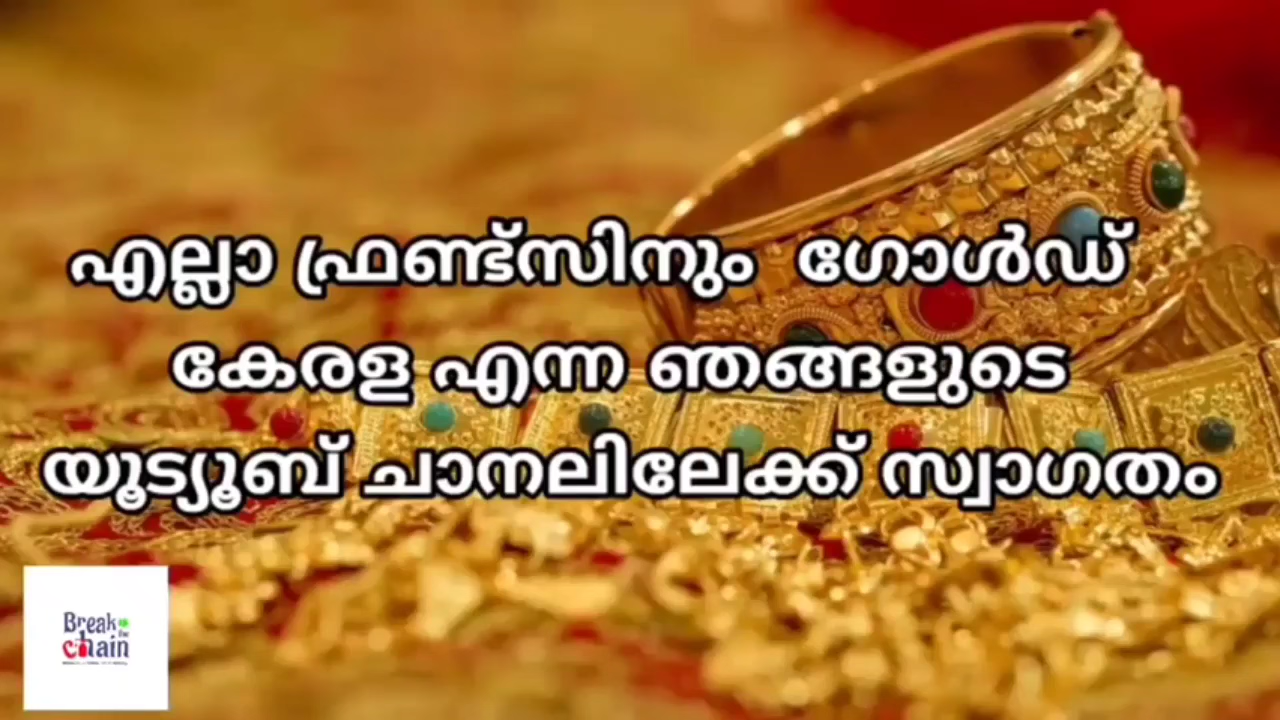 എല്ലാ ഫ്രണ്ട്സിനും ഗോൾഡ്
കേരള എന്ന ഞങ്ങളുടെ
യൂട്യൂബ് ചാനലിലേക്ക് സ്വാഗതം
Break the
chain